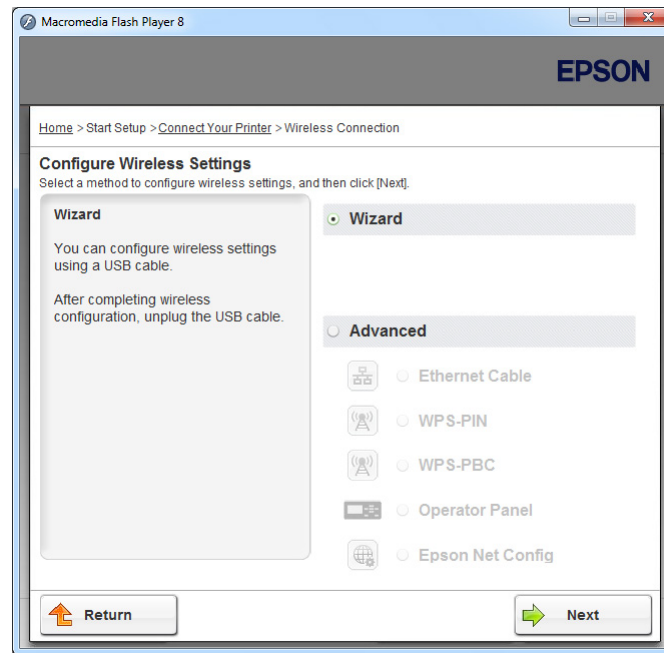 Macromedia Flash Player 8
EPSON
Home > Start Setup > Connect Your Printer > Wireless Connection
Configure Wireless Settings
Select a method to configure wireless settings, and then click [Next].
Wizard
You can configure wireless settings
using a USB cable.
After completing wireless
configuration, unplug the USB cable.
Wizard
Advanced
Ethernet Cable
WPS-PIN
WPS-PBC
Operator Panel
Epson Net Config
Return
Next